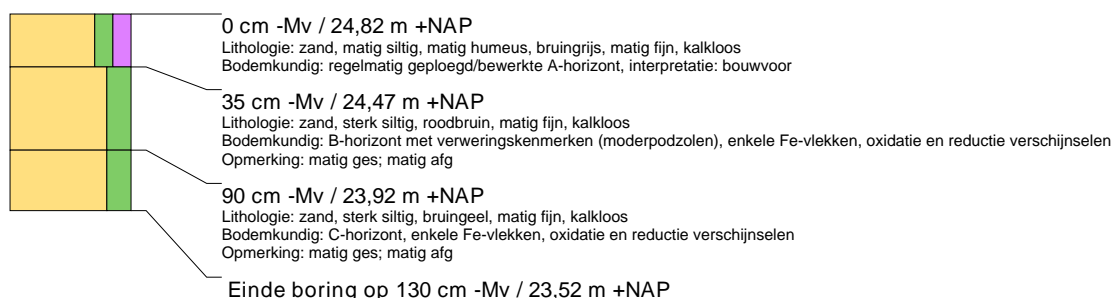 0 cm -Mv / 24,82 m +NAP
Lithologie: zand, matig siltig, matig humeus, bruingrijs, matig fijn, kalkloos
Bodemkundig: regelmatig geploegd/bewerkte A-horizont, interpretatie: bouwvoor
35 cm -Mv / 24,47 m +NAP
Lithologie: zand, sterk siltig, roodbruin, matig fijn, kalkloos
Bodemkundig: B-horizont met verweringskenmerken (moderpodzolen), enkele Fe-vlekken, oxidatie en reductie verschijnselen
Opmerking: matig ges; matig afg
90 cm -Mv / 23,92 m +NAP
Lithologie: zand, sterk siltig, bruingeel, matig fijn, kalkloos
Bodemkundig: C-horizont, enkele Fe-vlekken, oxidatie en reductie verschijnselen
Opmerking: matig ges; matig afg
Einde boring op 130 cm -Mv / 23,52 m +NAP